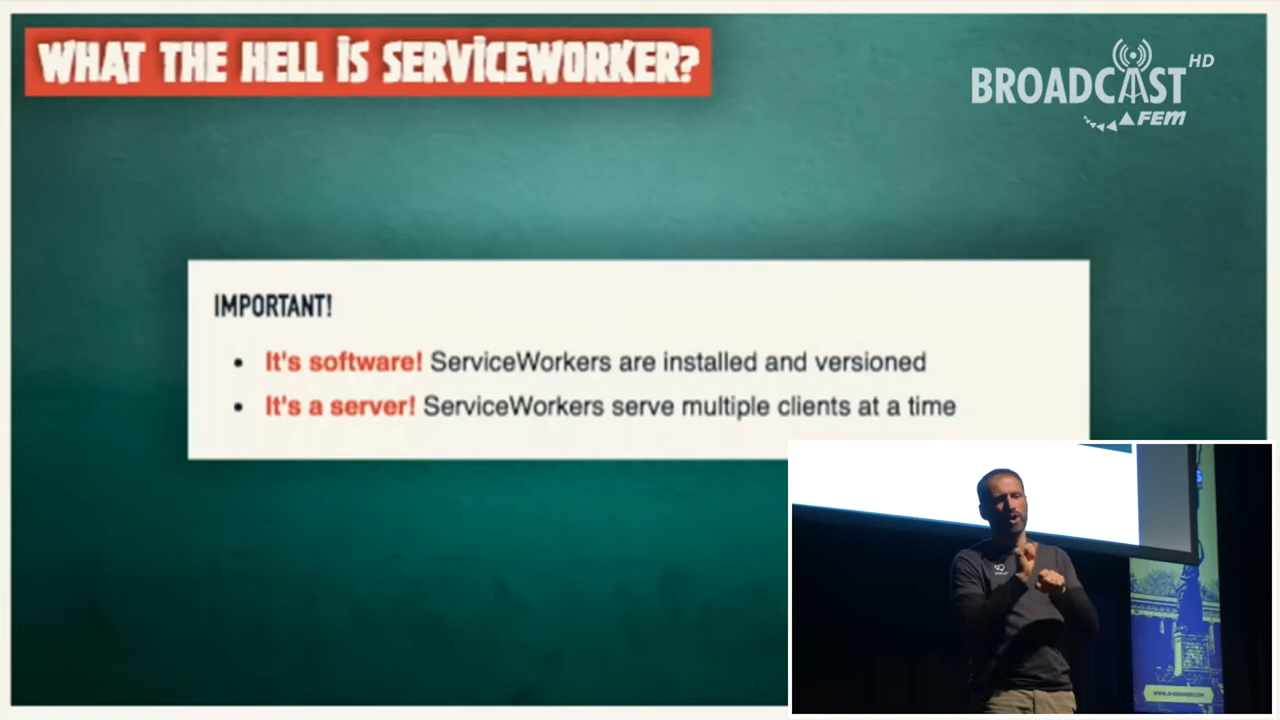 WHAT THE HELL IS SERVICEWORKER?
BROADCAST HD
FEM
IMPORTANT!
• It's software! ServiceWorkers are installed and versioned
• It's a server! ServiceWorkers serve multiple clients at a time